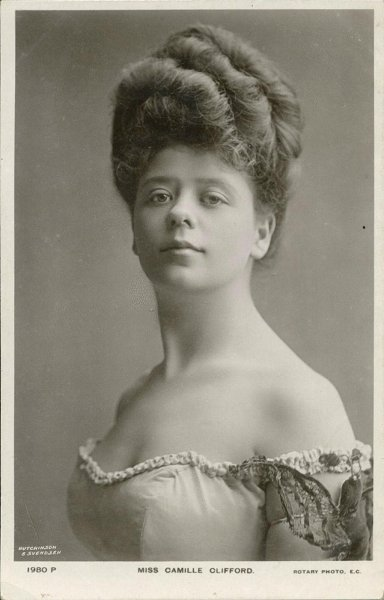 HUTCHINSON
& SVENDSEN
1980 P
MISS CAMILLE CLIFFORD.
ROTARY PHOTO, E.C.